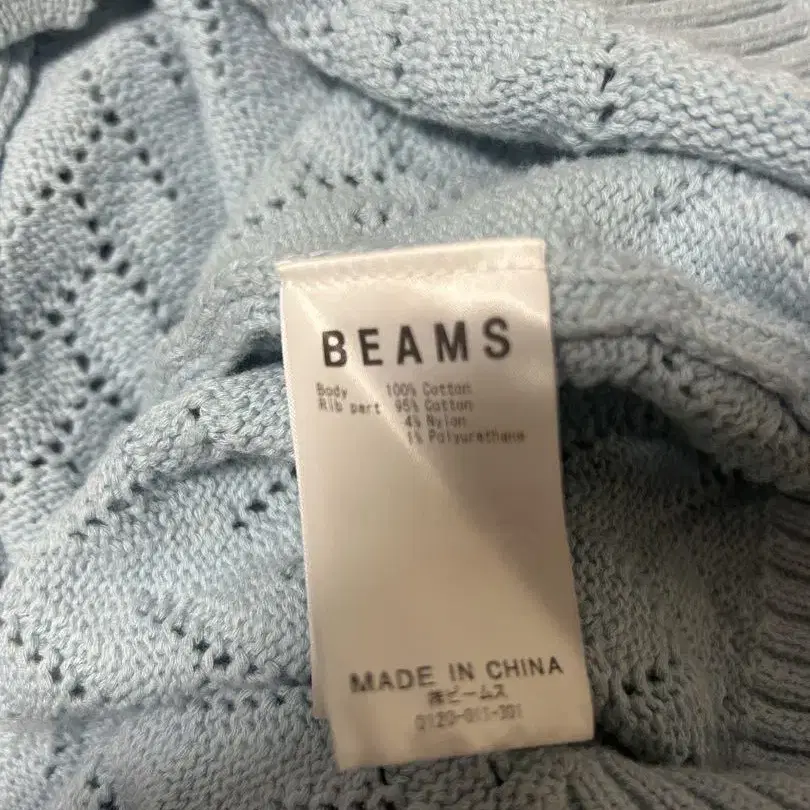 BEAMS
Body 100% Cotton
Rib part 95% Cotton
4% Nylon
1% Polyurethane
MADE IN CHINA
㈱ビームス
0120-011-301